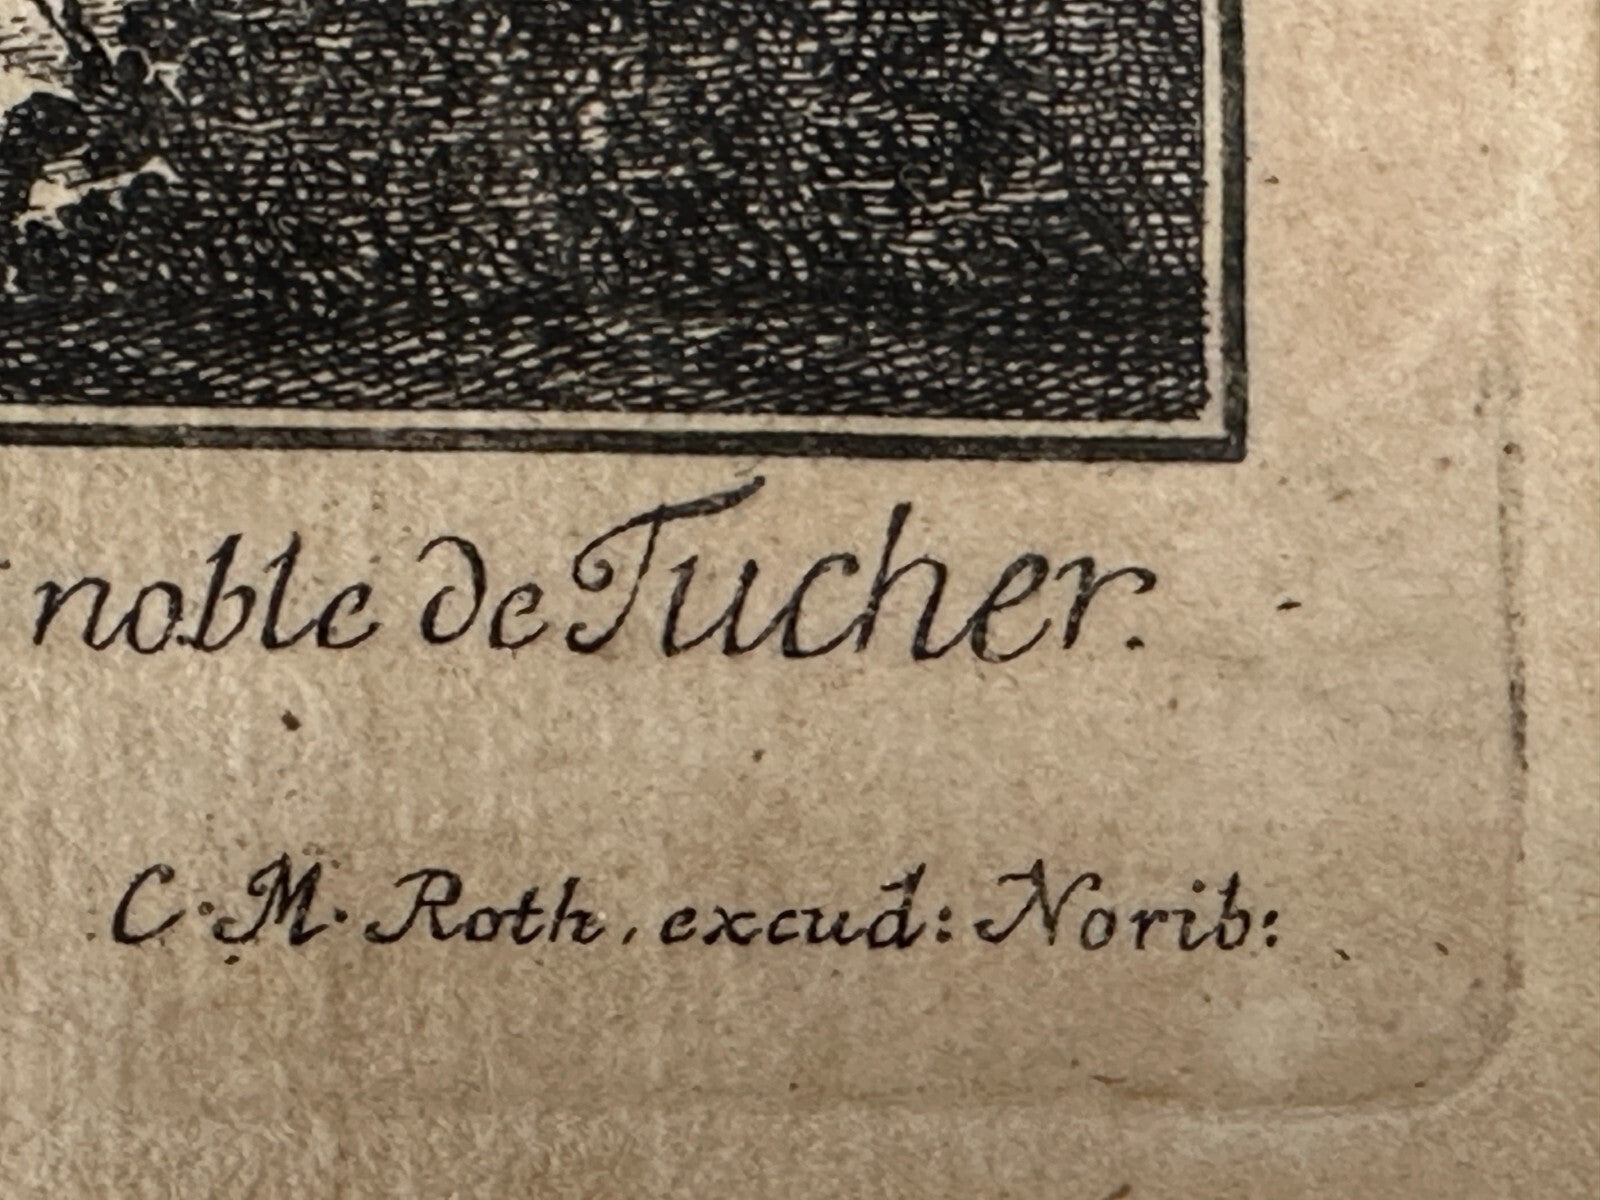 noble de Tucher.
C. M. Roth, excud: Norib: